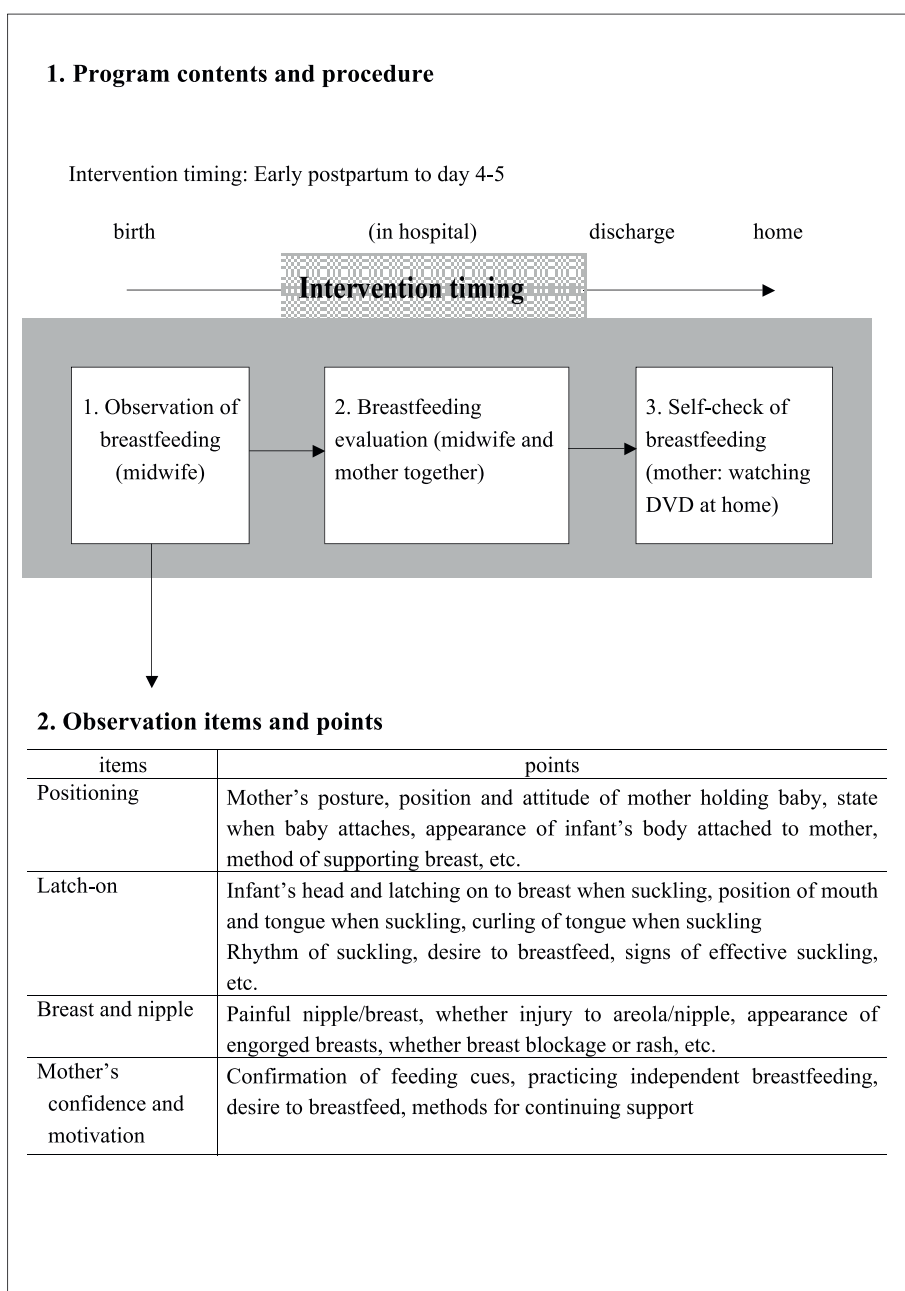 1. Program contents and procedure
Intervention timing: Early postpartum to day 4-5
birth (in hospital) discharge home
Intervention timing
1. Observation of
breastfeeding
(midwife)
2. Breastfeeding
evaluation (midwife and
mother together)
3. Self-check of
breastfeeding
(mother: watching
DVD at home)
2. Observation items and points
items points
Positioning
Mother's posture, position and attitude of mother holding baby, state
when baby attaches, appearance of infant's body attached to mother,
method of supporting breast, etc.
Latch-on
Infant's head and latching on to breast when suckling, position of mouth
and tongue when suckling, curling of tongue when suckling
Rhythm of suckling, desire to breastfeed, signs of effective suckling,
etc.
Breast and nipple
Painful nipple/breast, whether injury to areola/nipple, appearance of
engorged breasts, whether breast blockage or rash, etc.
Mother's
confidence and
motivation
Confirmation of feeding cues, practicing independent breastfeeding,
desire to breastfeed, methods for continuing support